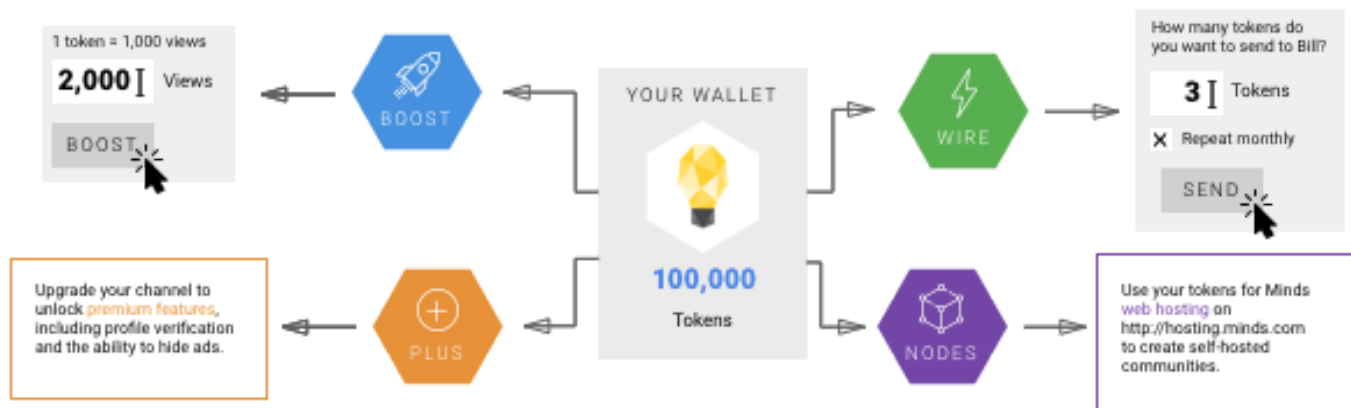 1 token = 1,000 views
2,000 Views
BOOST
BOOST
YOUR WALLET
100,000
Tokens
WIRE
How many tokens do
you want to send to Bill?
3 Tokens
X Repeat monthly
SEND
Upgrade your channel to
unlock premium features,
including profile verification
and the ability to hide ads.
PLUS
NODES
Use your tokens for Minds
web hosting on
http://hosting.minds.com
to create self-hosted
communities.